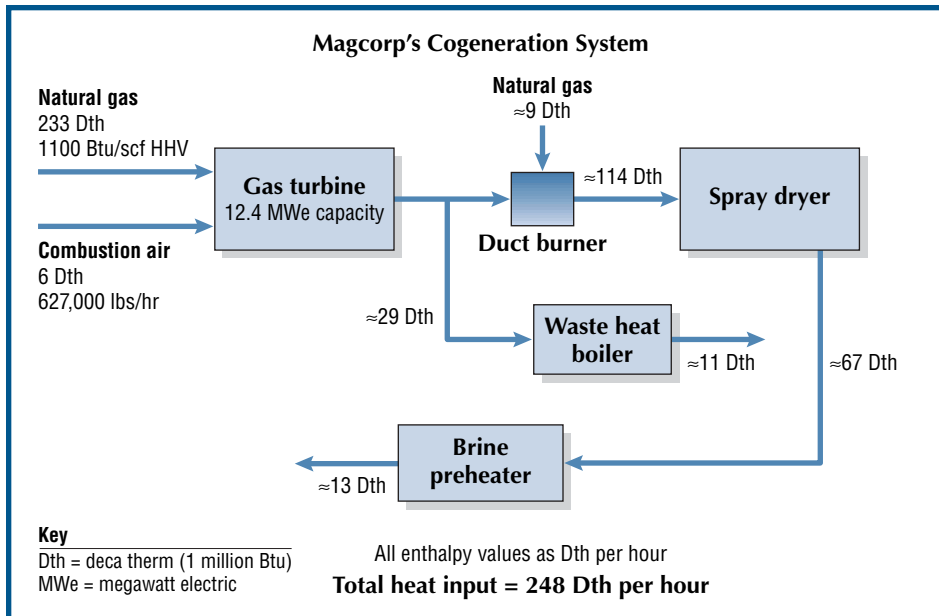 Magcorp's Cogeneration System
Natural gas
233 Dth
1100 Btu/scf HHV
Natural gas
≈9 Dth
Gas turbine
12.4 MWe capacity
≈114 Dth
Spray dryer
Duct burner
Combustion air
6 Dth
627,000 lbs/hr
≈29 Dth
Waste heat
boiler
≈11 Dth
≈67 Dth
Brine
preheater
≈13 Dth
Key
Dth = deca therm (1 million Btu)
MWe = megawatt electric
All enthalpy values as Dth per hour
Total heat input = 248 Dth per hour